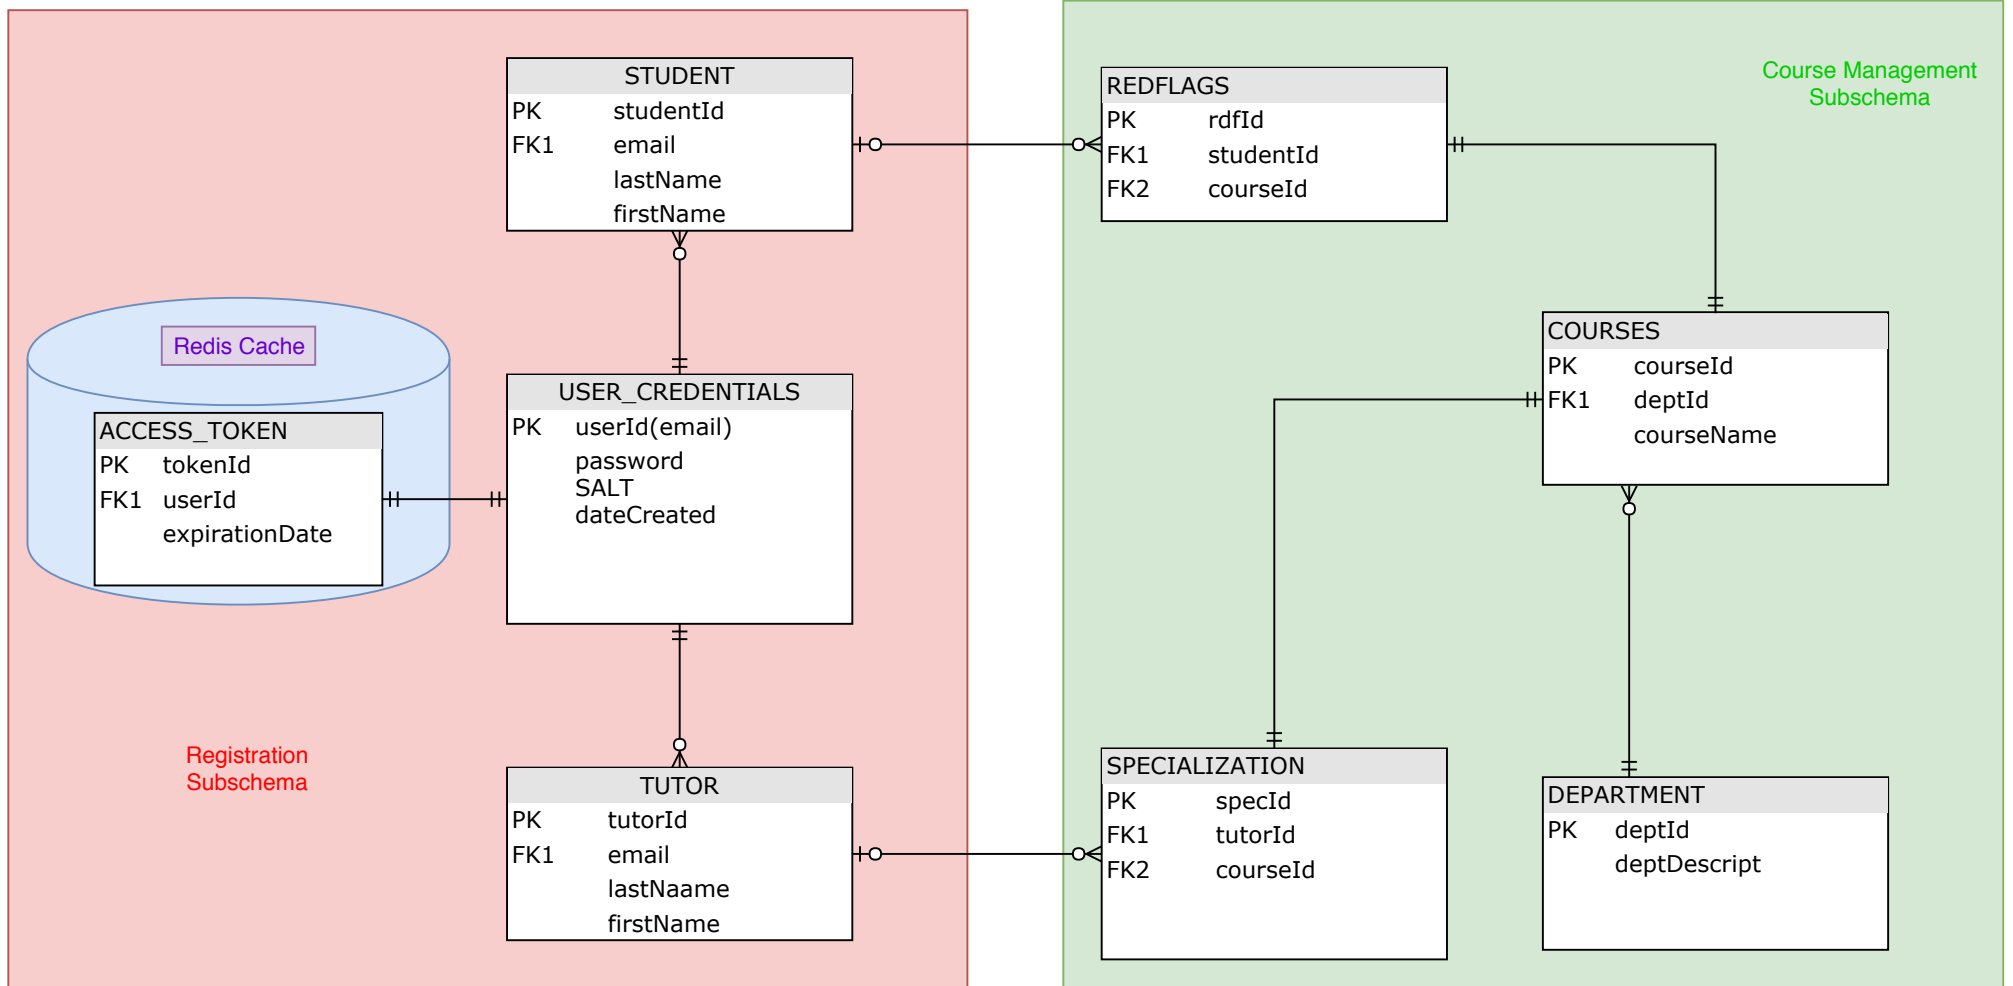 STUDENT
PK studentId
FK1 email
lastName
firstName
REDFLAGS
PK rdfId
FK1 studentId
FK2 courseId
Course Management
Subschema
Redis Cache
ACCESS_TOKEN
PK tokenId
FK1 userId
expirationDate
USER_CREDENTIALS
PK userId(email)
password
SALT
dateCreated
COURSES
PK courseId
FK1 deptId
courseName
Registration
Subschema
TUTOR
PK tutorId
FK1 email
lastNaame
firstName
SPECIALIZATION
PK specId
FK1 tutorId
FK2 courseId
DEPARTMENT
PK deptId
deptDescript